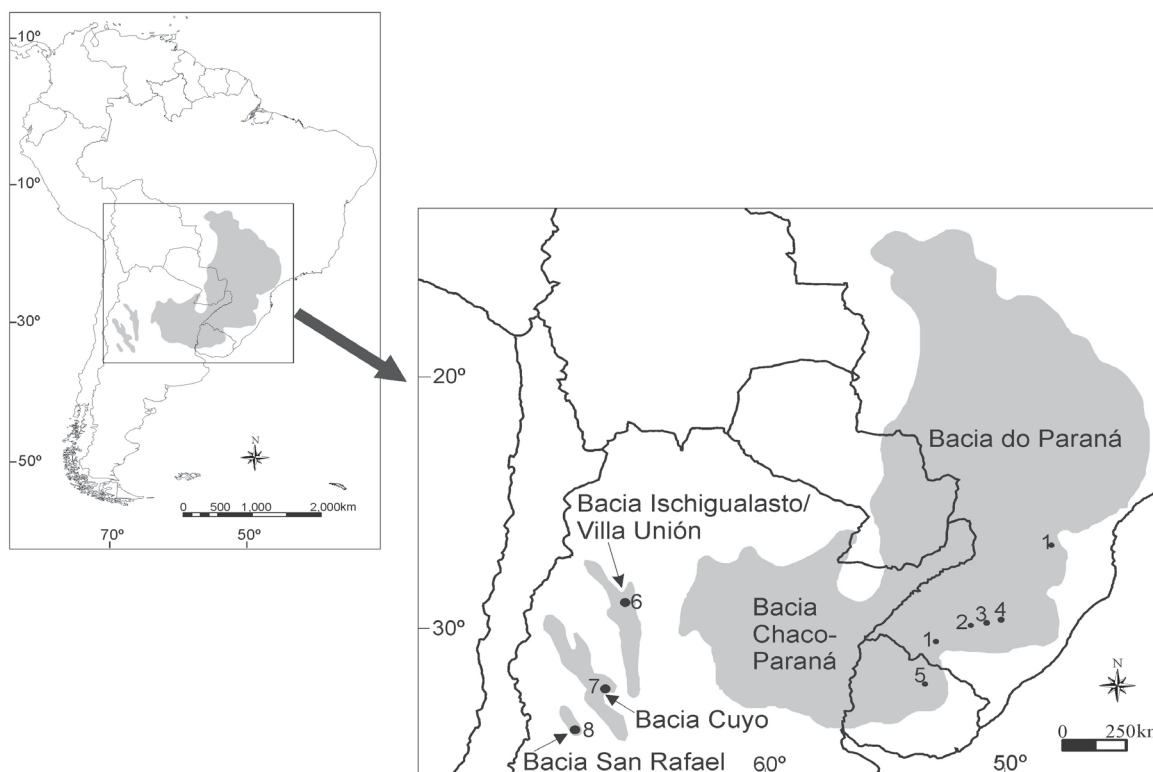 10º
10º
30º
50º
N
0 500 1,000 2,000km
70º
50º
20º
Bacia do Paraná
Bacia Ischigualasto/
Villa Unión
1
6
Bacia
Chaco-
Paraná
2 3 4
30º
1
5
7
N
Bacia Cuyo
8
0 250km
Bacia San Rafael
60º
50º